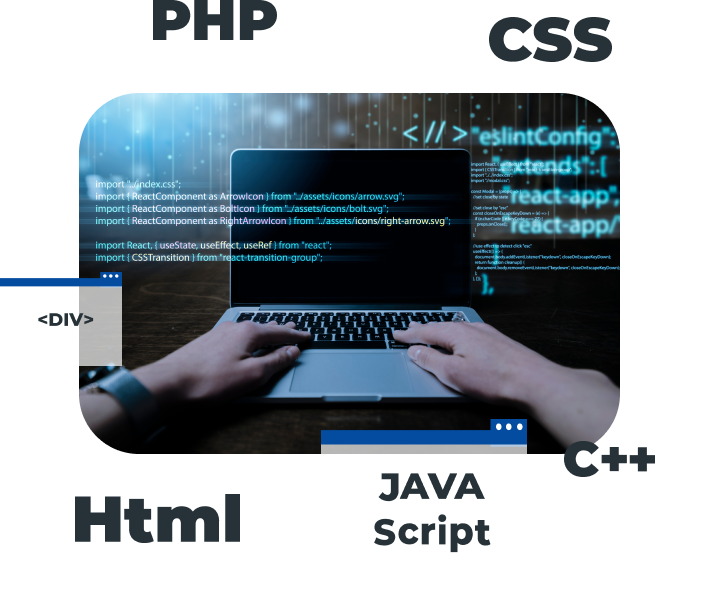 PHP
CSS
< // >
"eslintConfig":
import "./index.css";
import { ReactComponent as ArrowIcon } from "../assets/icons/arrow.svg";
import { ReactComponent as BoltIcon } from "../assets/icons/bolt.svg";
import { ReactComponent as RightArrowIcon } from "../assets/icons/right-arrow.svg";
import React, { useState, useEffect, useRef } from "react";
import { CSSTransition } from "react-transition-group";
react-app",
react-app/
},
<DIV>
C++
JAVA
Script
Html